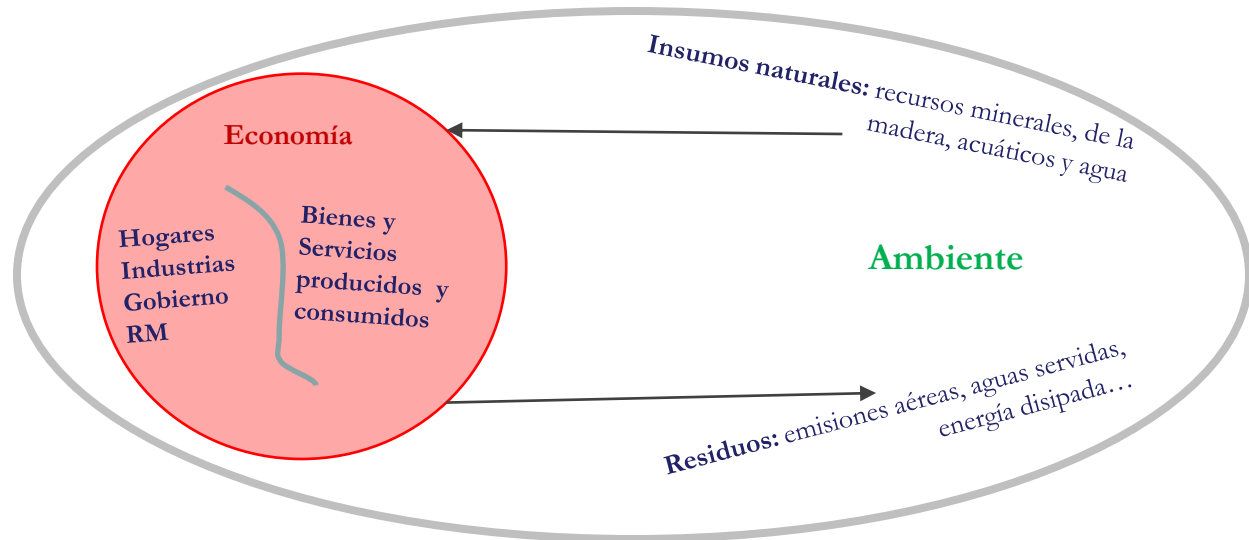 Economía
Hogares
Industrias
Gobierno
RM
Bienes y
Servicios
producidos y
consumidos
Insumos naturales: recursos minerales, de la
madera, acuáticos y agua
Ambiente
Residuos: emisiones aéreas, aguas servidas,
energía disipada…